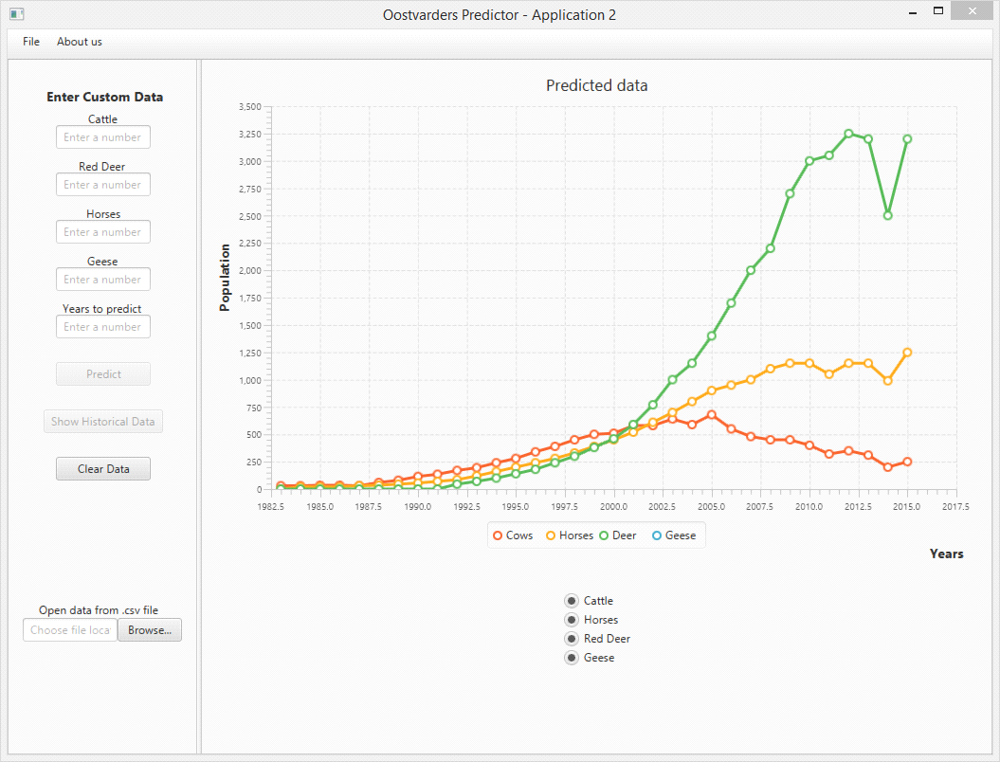 Oostvarders Predictor - Application 2
File About us
Enter Custom Data
Cattle
Enter a number
Red Deer
Enter a number
Horses
Enter a number
Geese
Enter a number
Years to predict
Enter a number
Predict
Show Historical Data
Clear Data
Open data from .csv file
Choose file loca
Browse...
Predicted data
Population
3,500
3,250
3,000
2,750
2,500
2,250
2,000
1,750
1,500
1,250
1,000
750
500
250
0
1982.5 1985.0 1987.5 1990.0 1992.5 1995.0 1997.5 2000.0 2002.5 2005.0 2007.5 2010.0 2012.5 2015.0 2017.5
Cows Horses Deer Geese
Years
Cattle
Horses
Red Deer
Geese